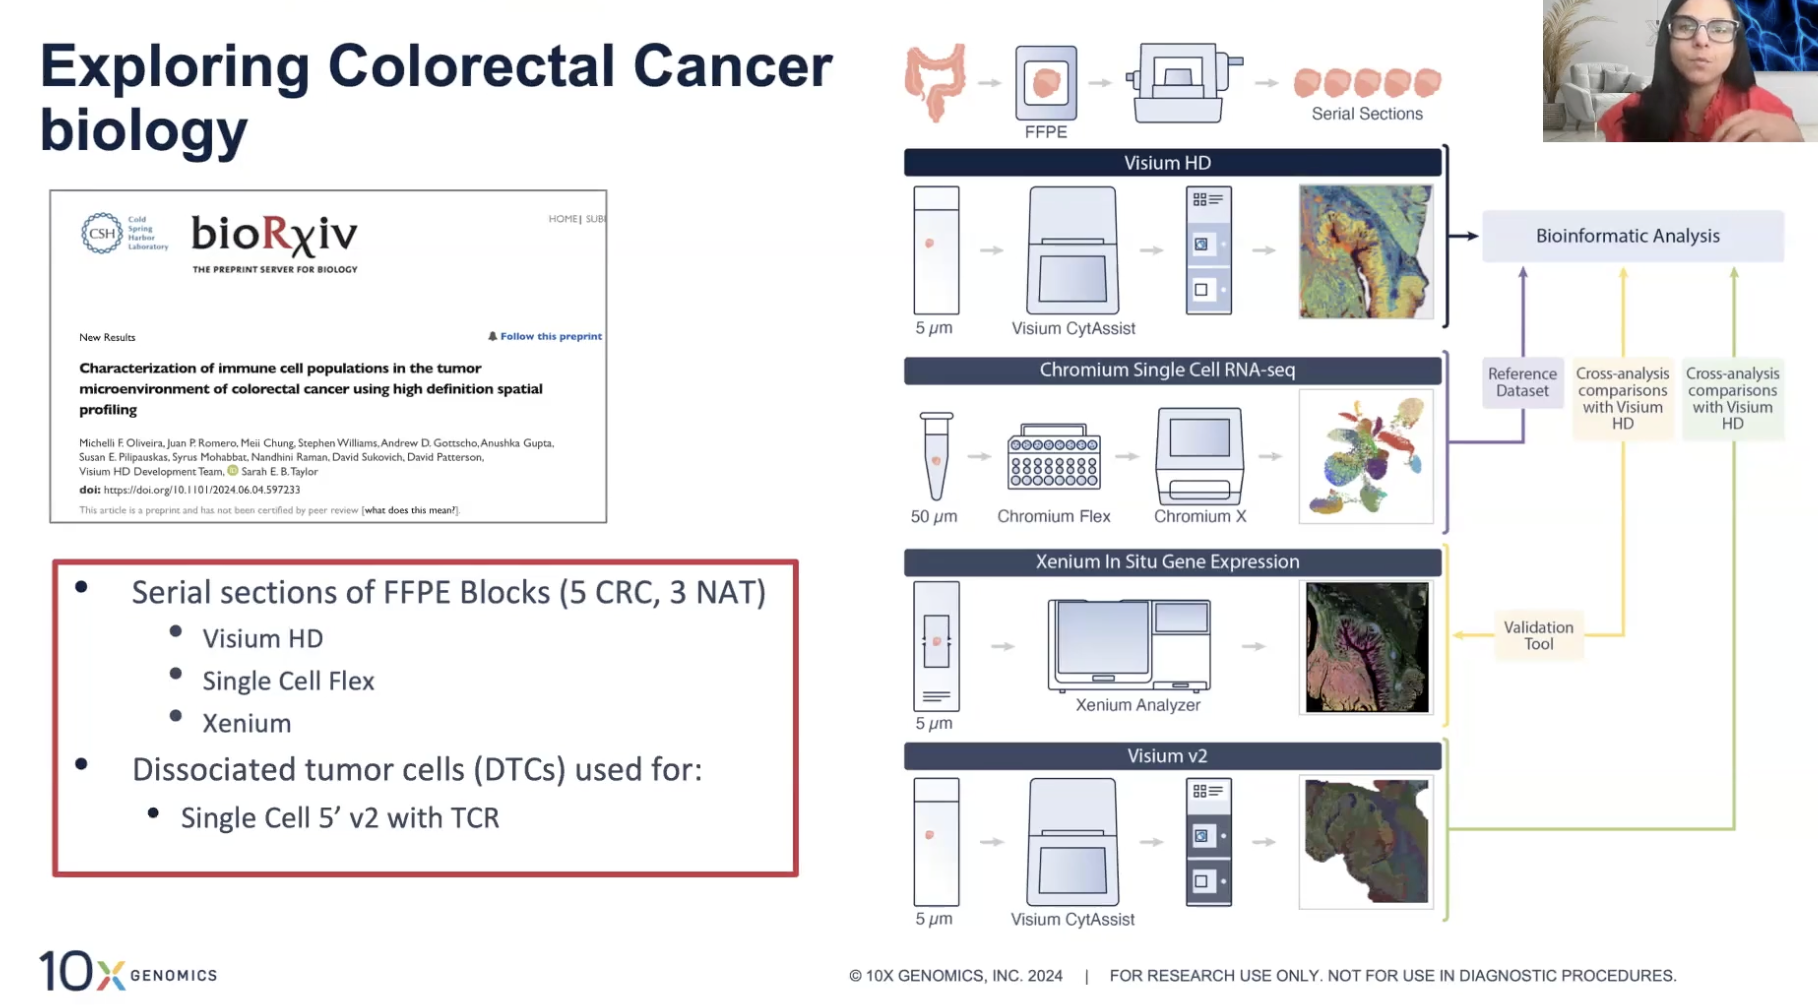 Exploring Colorectal Cancer
biology
CSH
Cold
Spring
Harbor
Laboratory
bioRχiv
THE PREPRINT SERVER FOR BIOLOGY
HOME| SUB
New Results
Follow this preprint
Characterization of immune cell populations in the tumor
microenvironment of colorectal cancer using high definition spatial
profiling
Michelli F. Oliveira, Juan P. Romero, Meii Chung, Stephen Williams, Andrew D. Gottscho, Anushka Gupta,
Susan E. Pilipauskas, Syrus Mohabbat, Nandhini Raman, David Sukovich, David Patterson,
Visium HD Development Team, iD Sarah E. B. Taylor
doi: https://doi.org/10.1101/2024.06.04.597233
This article is a preprint and has not been certified by peer review [what does this mean?].
• Serial sections of FFPE Blocks (5 CRC, 3 NAT)
• Visium HD
• Single Cell Flex
• Xenium
• Dissociated tumor cells (DTCs) used for:
• Single Cell 5’ v2 with TCR
FFPE
Serial Sections
Visium HD
5 µm
Visium CytAssist
Chromium Single Cell RNA-seq
50 µm
Chromium Flex
Chromium X
Xenium In Situ Gene Expression
5 µm
Xenium Analyzer
Visium v2
5 µm
Visium CytAssist
Bioinformatic Analysis
Reference
Dataset
Cross-analysis
comparisons
with Visium
HD
Cross-analysis
comparisons
with Visium
HD
Validation
Tool
10x GENOMICS
© 10X GENOMICS, INC. 2024 | FOR RESEARCH USE ONLY. NOT FOR USE IN DIAGNOSTIC PROCEDURES.